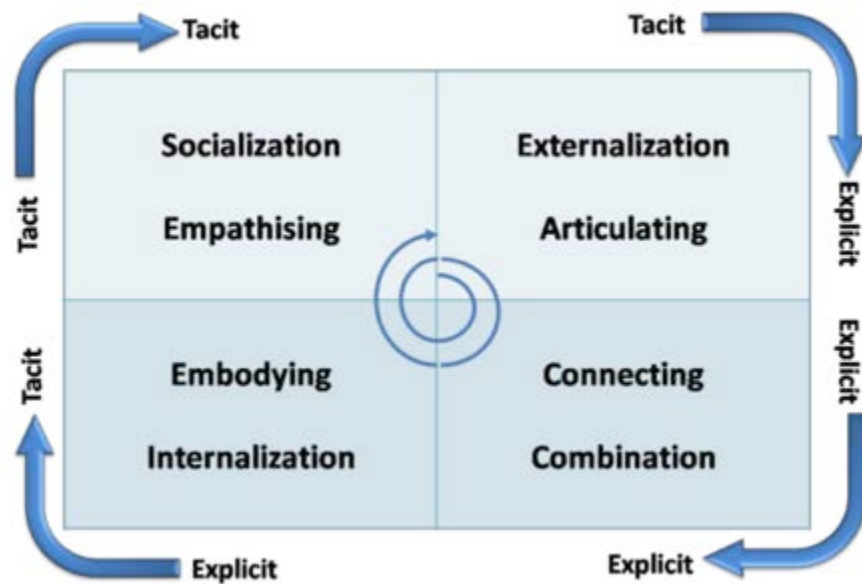 Tacit
Tacit
Socialization
Externalization
Tacit
Explicit
Empathising
Articulating
Tacit
Explicit
Embodying
Connecting
Internalization
Combination
Explicit
Explicit